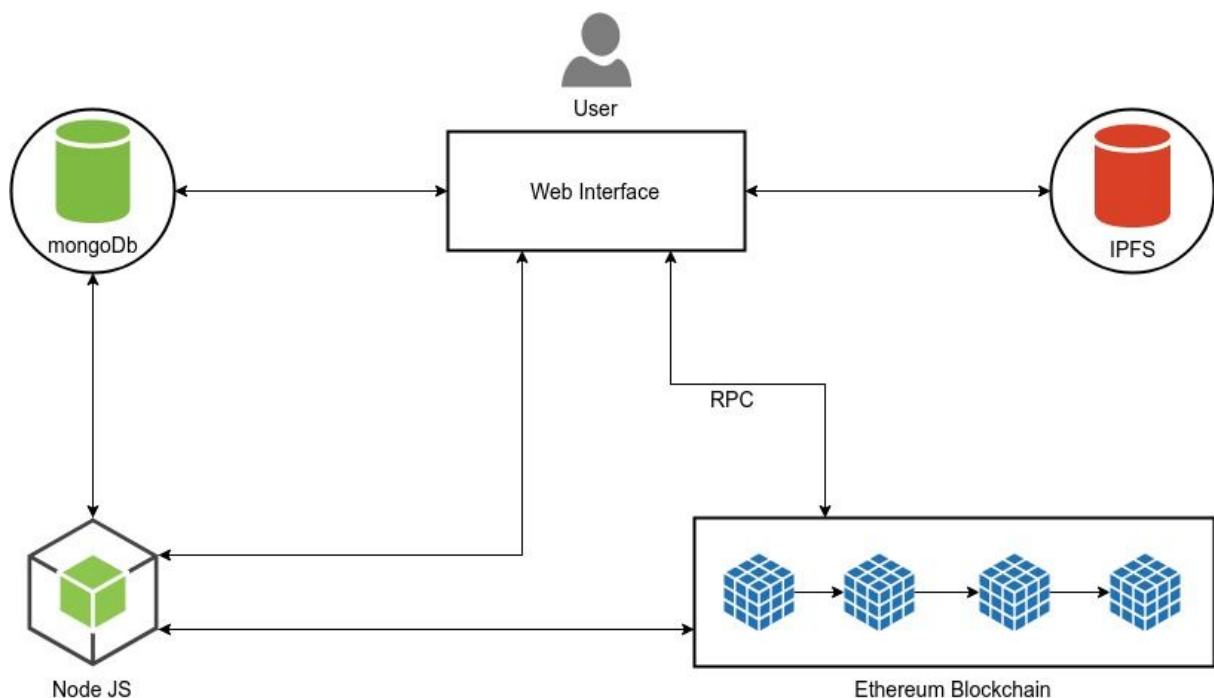 User
Web Interface
mongoDb
IPFS
RPC
Node JS
Ethereum Blockchain